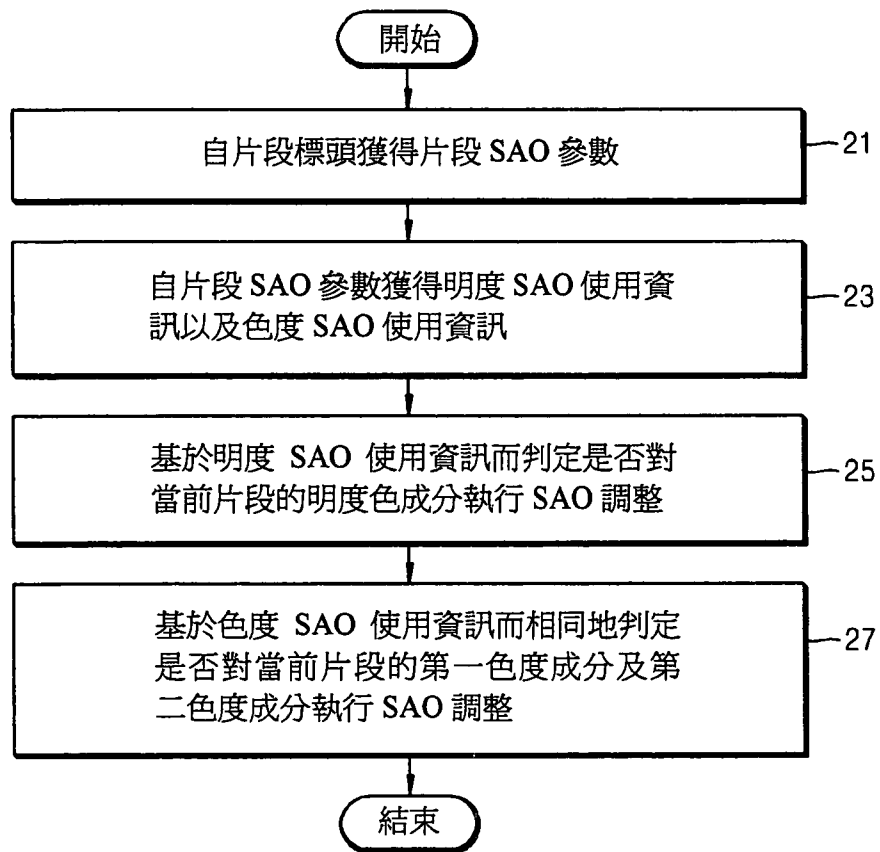 開始
自片段標頭獲得片段 SAO 參數
21
自片段 SAO 參數獲得明度 SAO 使用資
訊以及色度 SAO 使用資訊
23
基於明度 SAO 使用資訊而判定是否對
當前片段的明度色成分執行 SAO 調整
25
基於色度 SAO 使用資訊而相同地判定
是否對當前片段的第一色度成分及第
二色度成分執行 SAO 調整
27
結束